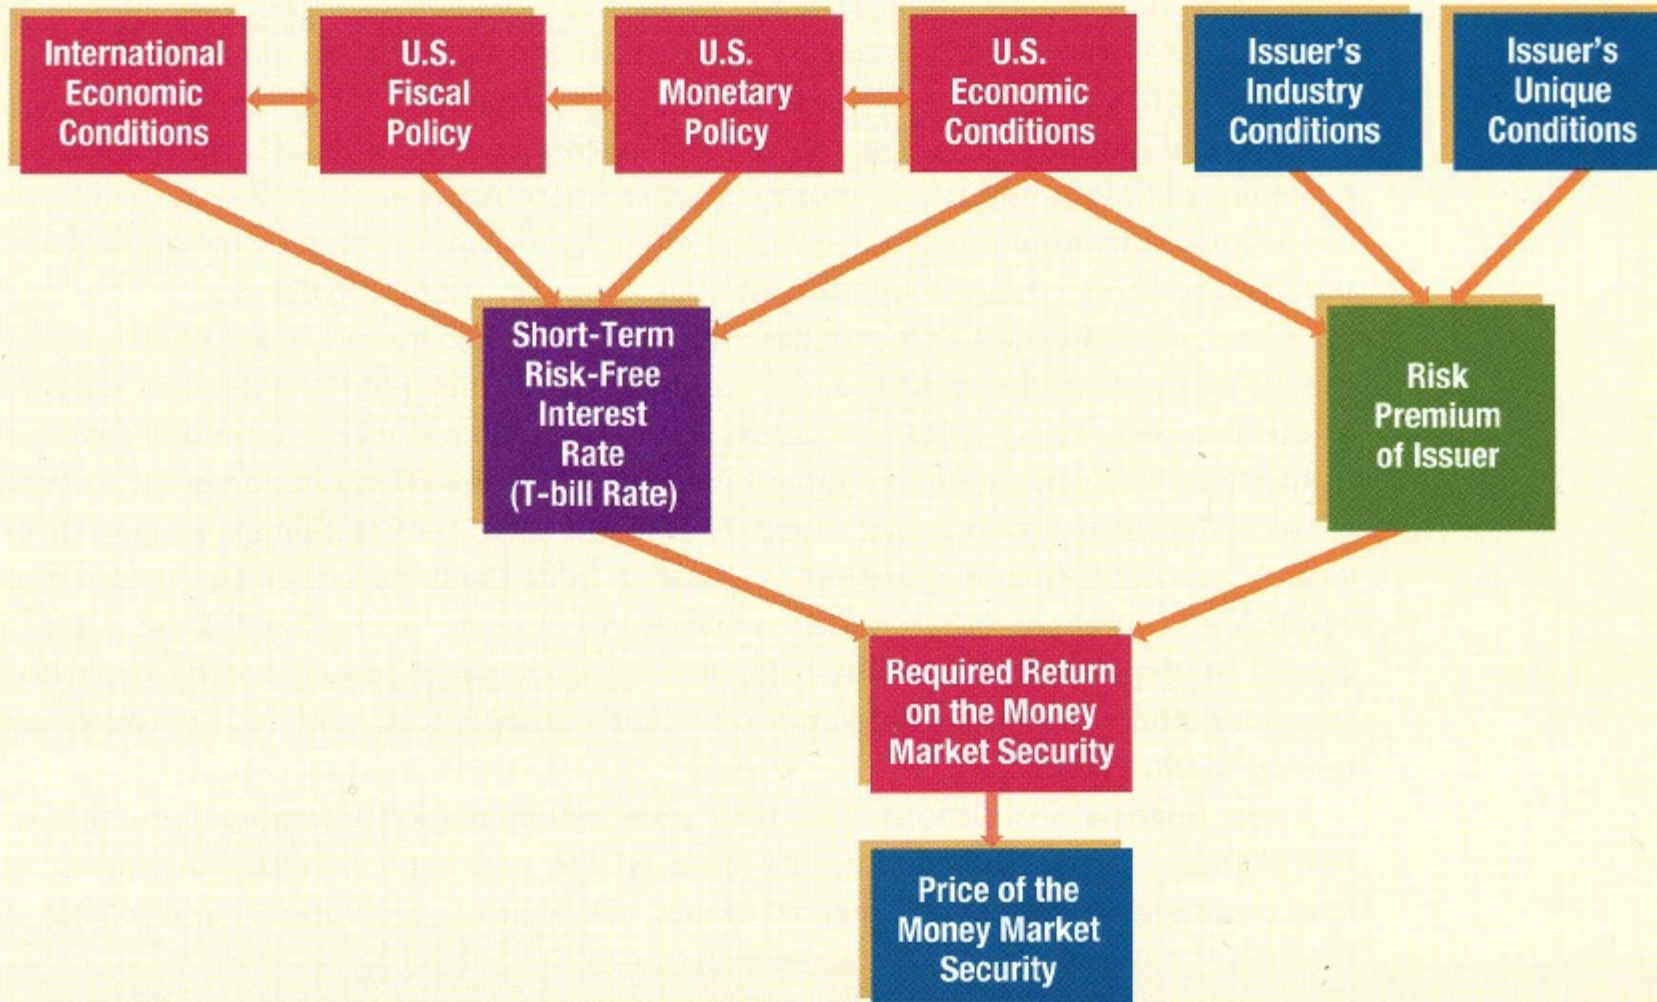 International
Economic
Conditions
U.S.
Fiscal
Policy
U.S.
Monetary
Policy
U.S.
Economic
Conditions
Issuer's
Industry
Conditions
Issuer's
Unique
Conditions
Short-Term
Risk-Free
Interest
Rate
(T-bill Rate)
Risk
Premium
of Issuer
Required Return
on the Money
Market Security
Price of the
Money Market
Security